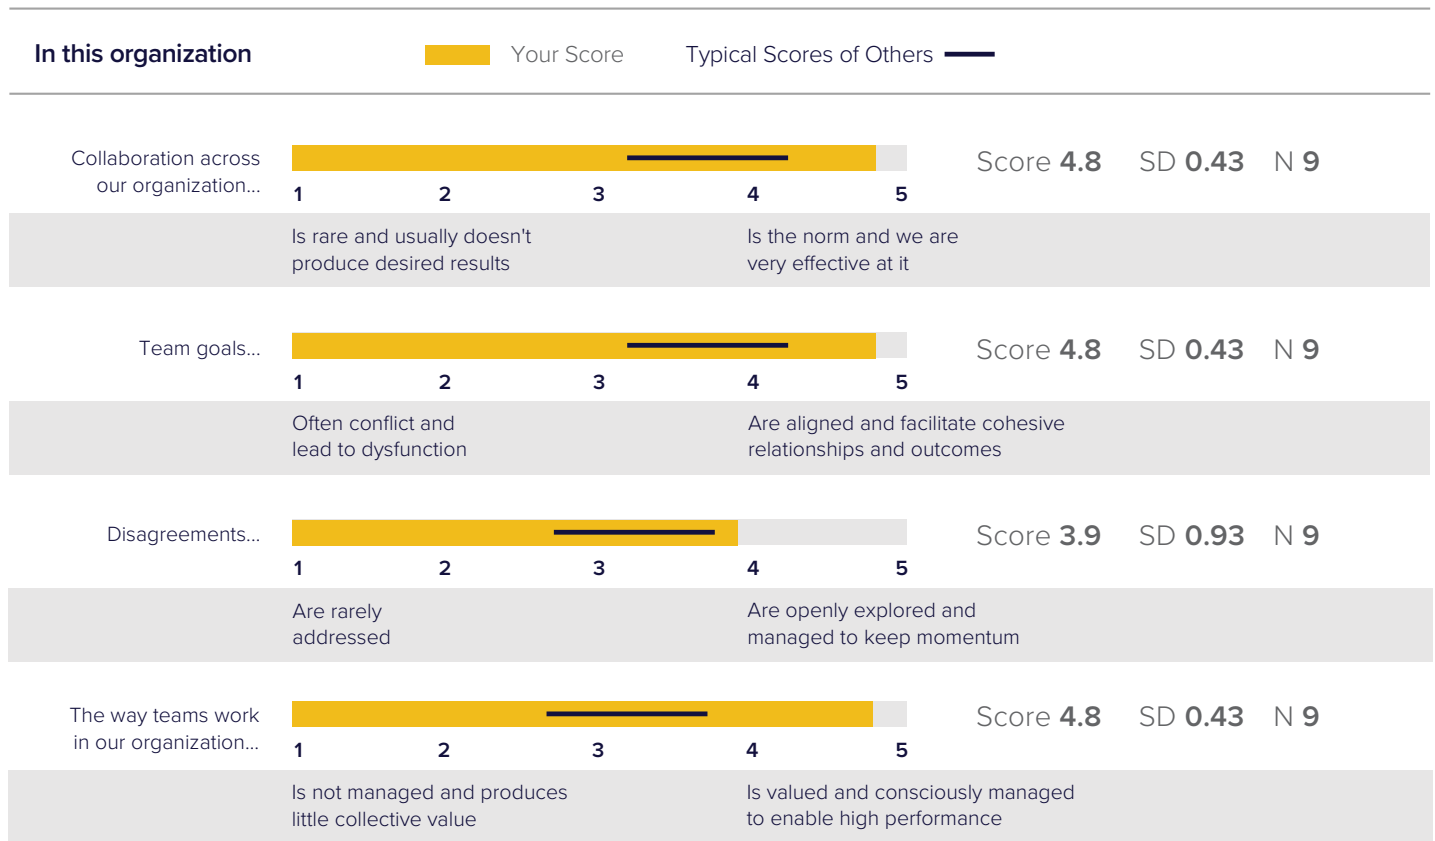 In this organization Your Score Typical Scores of Others
Collaboration across
our organization...
Score 4.8 SD 0.43 N 9
1 2 3 4 5
Is rare and usually doesn't
produce desired results
Is the norm and we are
very effective at it
Team goals...
Score 4.8 SD 0.43 N 9
1 2 3 4 5
Often conflict and
lead to dysfunction
Are aligned and facilitate cohesive
relationships and outcomes
Disagreements...
Score 3.9 SD 0.93 N 9
1 2 3 4 5
Are rarely
addressed
Are openly explored and
managed to keep momentum
The way teams work
in our organization...
Score 4.8 SD 0.43 N 9
1 2 3 4 5
Is not managed and produces
little collective value
Is valued and consciously managed
to enable high performance